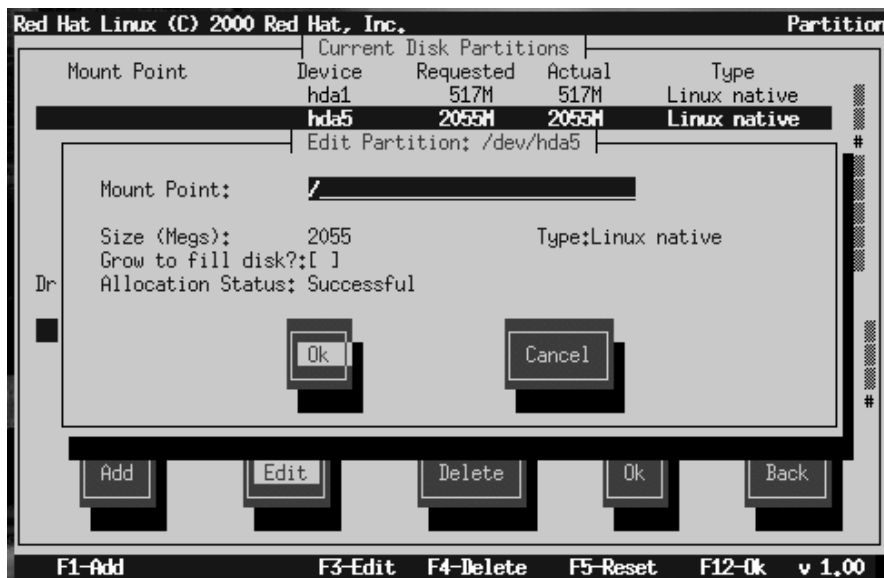 Red Hat Linux (C) 2000 Red Hat, Inc. Partition
Current Disk Partitions
Mount Point Device Requested Actual Type
hda1 517M 517M Linux native
hda5 2055M 2055M Linux native
#
Edit Partition: /dev/hda5
Mount Point: /
Size (Megs): 2055 Type:Linux native
Grow to fill disk?:[ ]
Dr
Allocation Status: Successful
Ok Cancel
#
Add Edit Delete Ok Back
F1-Add F3-Edit F4-Delete F5-Reset F12-Ok v 1.00